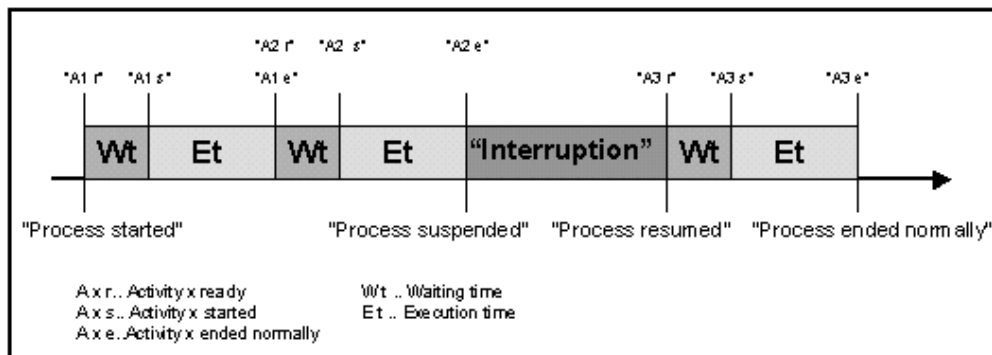 "A2 r" "A2 s" "A2 e"
"A1 r" "A1 s" "A1 e" "A3 r" "A3 s" "A3 e"
Wt Et Wt Et "Interruption" Wt Et
"Process started" "Process suspended" "Process resumed" "Process ended normally"
A x r.. Activity x ready Wt .. Waiting time
A x s.. Activity x started Et .. Execution time
A x e..Activity x ended normally